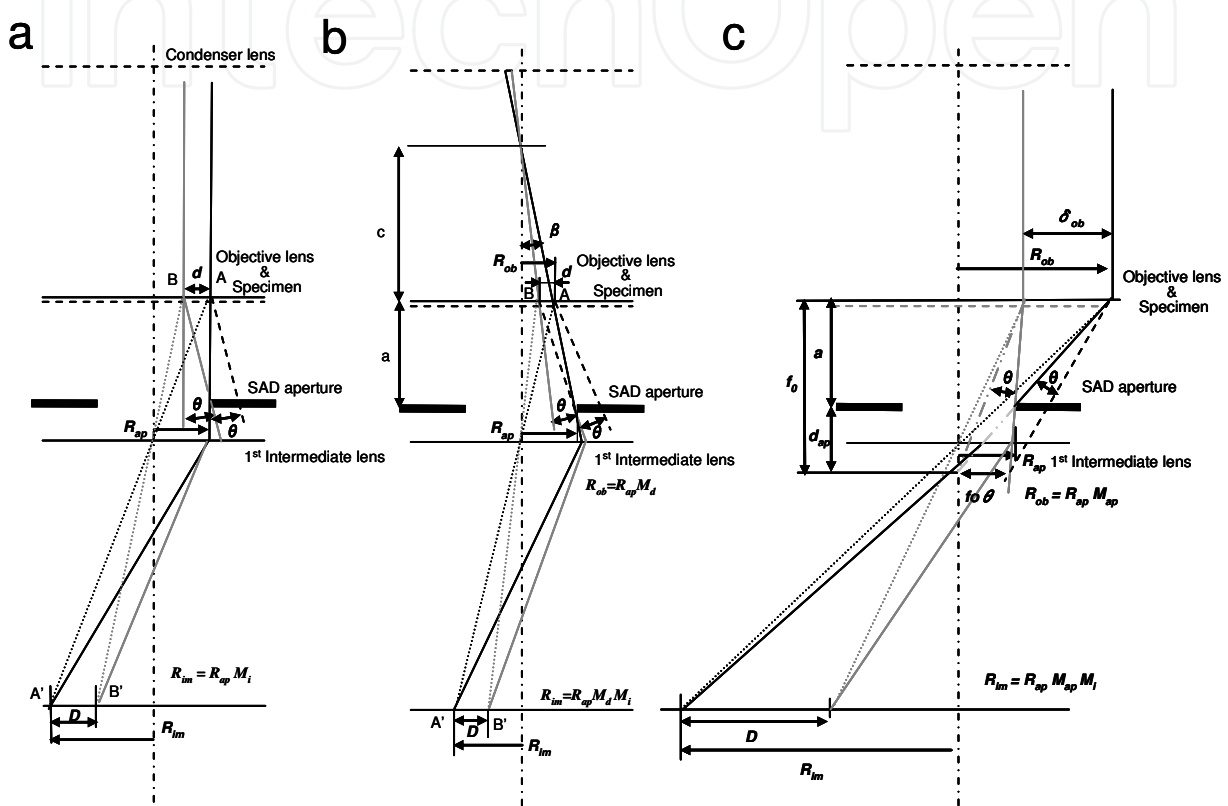 IntechOpen
a
Condenser lens
B
d
A
Objective lens
&
Specimen
θ
SAD aperture
R_ap
θ
1st Intermediate lens
R_im = R_ap M_i
A'
B'
D
R_im
b
c
β
R_ob
d
Objective lens
&
Specimen
B
A
a
θ
SAD aperture
R_ap
θ
1st Intermediate lens
R_ob=R_ap M_d
R_im=R_ap M_d M_i
A'
D
B'
R_im
c
δ_ob
R_ob
Objective lens
&
Specimen
a
f_0
θ
θ
SAD aperture
d_ap
R_ap
1st Intermediate lens
fo θ
R_ob = R_ap M_ap
R_im = R_ap M_ap M_i
D
R_im